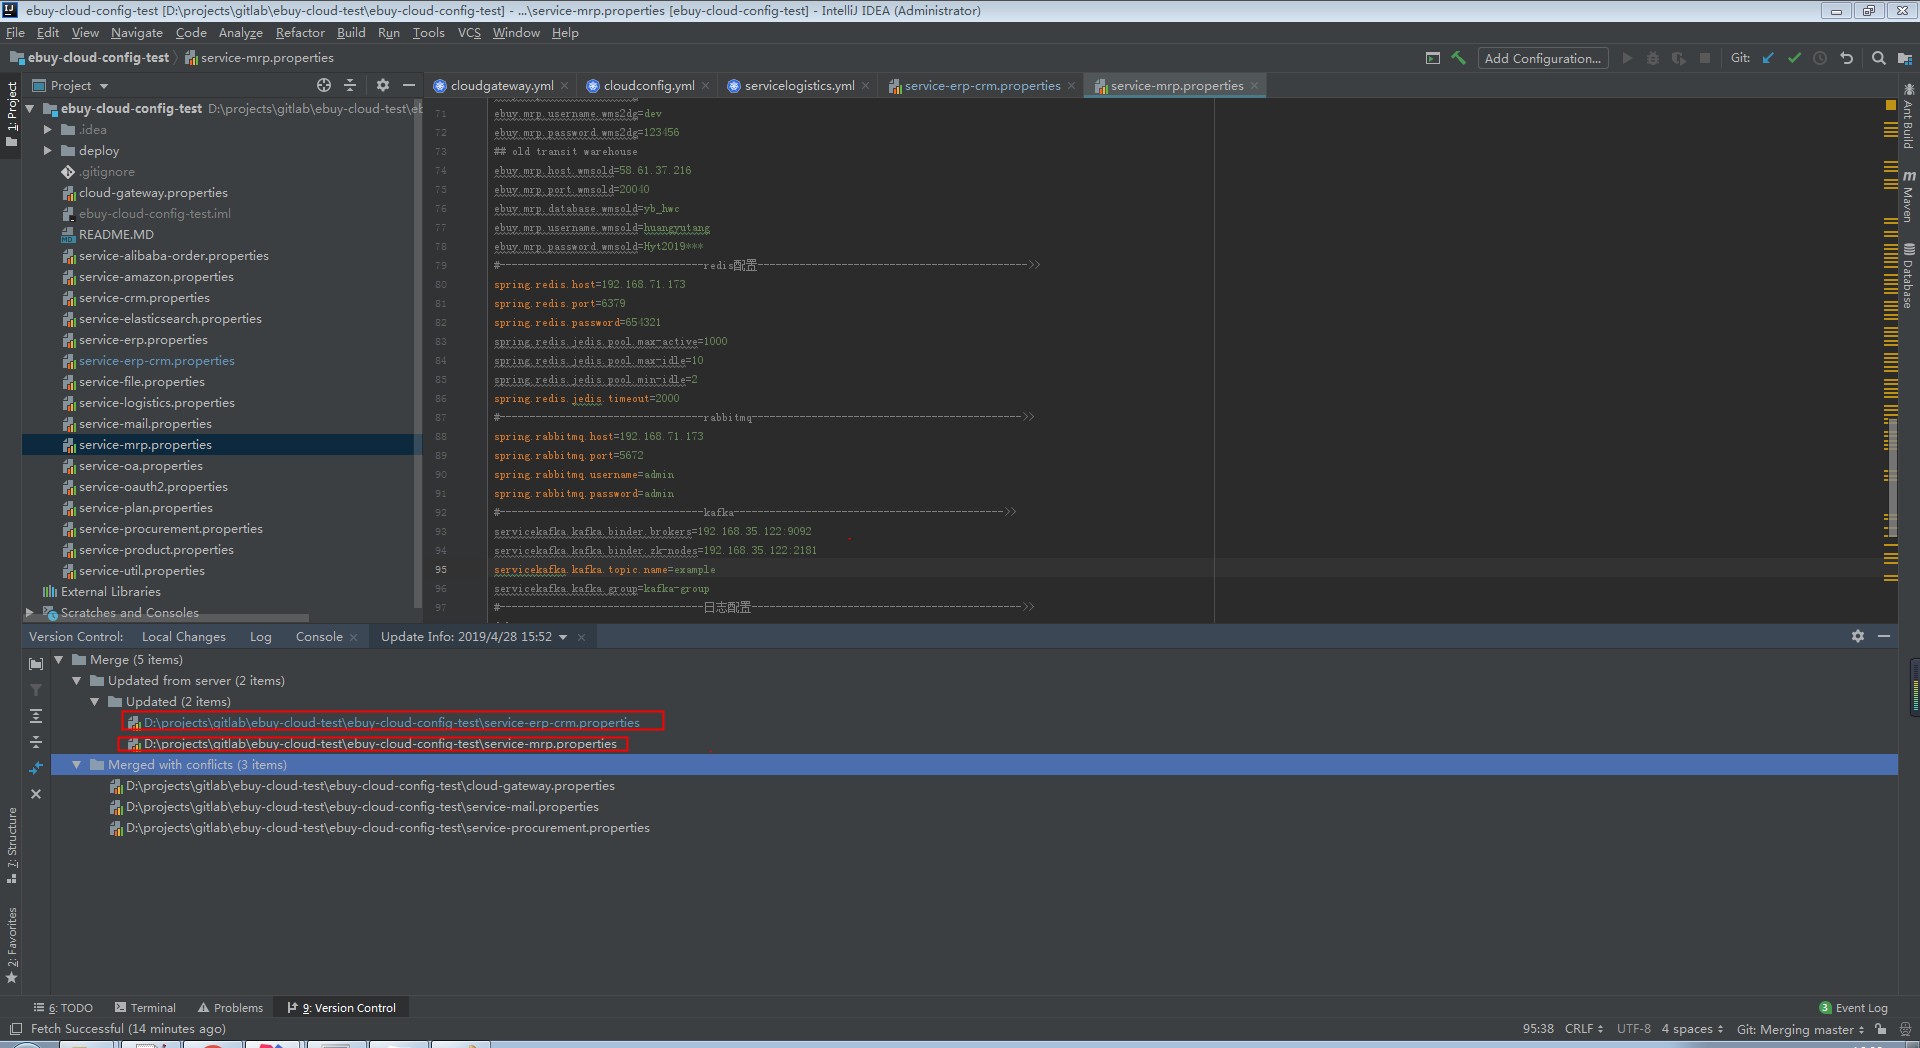 ebuy-cloud-config-test [D:\projects\gitlab\ebuy-cloud-test\ebuy-cloud-config-test] - ...\service-mrp.properties [ebuy-cloud-config-test] - IntelliJ IDEA (Administrator)
File Edit View Navigate Code Analyze Refactor Build Run Tools VCS Window Help
ebuy-cloud-config-test service-mrp.properties
Add Configuration...
Git:
Project
cloudgateway.yml cloudconfig.yml servicelogistics.yml service-erp-crm.properties service-mrp.properties
1: Project
ebuy-cloud-config-test D:\projects\gitlab\ebuy-cloud-test\eb
.idea
deploy
.gitignore
cloud-gateway.properties
ebuy-cloud-config-test.iml
README.MD
service-alibaba-order.properties
service-amazon.properties
service-crm.properties
service-elasticsearch.properties
service-erp.properties
service-erp-crm.properties
service-file.properties
service-logistics.properties
service-mail.properties
service-mrp.properties
service-oa.properties
service-oauth2.properties
service-plan.properties
service-procurement.properties
service-product.properties
service-util.properties
External Libraries
Scratches and Consoles
71 ebuy.mrp.username.wms2dg=dev
72 ebuy.mrp.password.wms2dg=123456
73 ## old transit warehouse
74 ebuy.mrp.host.wmsold=58.61.37.216
75 ebuy.mrp.port.wmsold=20040
76 ebuy.mrp.database.wmsold=yb_hwc
77 ebuy.mrp.username.wmsold=huangyutang
78 ebuy.mrp.password.wmsold=Hyt2019***
79 #----------------------------------redis配置--------------------------------------------->>
80 spring.redis.host=192.168.71.173
81 spring.redis.port=6379
82 spring.redis.password=654321
83 spring.redis.jedis.pool.max-active=1000
84 spring.redis.jedis.pool.max-idle=10
85 spring.redis.jedis.pool.min-idle=2
86 spring.redis.jedis.timeout=2000
87 #----------------------------------rabbitmq--------------------------------------------->>
88 spring.rabbitmq.host=192.168.71.173
89 spring.rabbitmq.port=5672
90 spring.rabbitmq.username=admin
91 spring.rabbitmq.password=admin
92 #----------------------------------kafka--------------------------------------------->>
93 servicekafka.kafka.binder.brokers=192.168.35.122:9092
94 servicekafka.kafka.binder.zk-nodes=192.168.35.122:2181
95 servicekafka.kafka.topic.name=example
96 servicekafka.kafka.group=kafka-group
97 #----------------------------------日志配置--------------------------------------------->>
Ant Build
Maven
Database
Version Control: Local Changes Log Console Update Info: 2019/4/28 15:52
Merge (5 items)
Updated from server (2 items)
Updated (2 items)
D:\projects\gitlab\ebuy-cloud-test\ebuy-cloud-config-test\service-erp-crm.properties
D:\projects\gitlab\ebuy-cloud-test\ebuy-cloud-config-test\service-mrp.properties
Merged with conflicts (3 items)
D:\projects\gitlab\ebuy-cloud-test\ebuy-cloud-config-test\cloud-gateway.properties
D:\projects\gitlab\ebuy-cloud-test\ebuy-cloud-config-test\service-mail.properties
D:\projects\gitlab\ebuy-cloud-test\ebuy-cloud-config-test\service-procurement.properties
7: Structure
2: Favorites
6: TODO Terminal Problems 9: Version Control
3 Event Log
Fetch Successful (14 minutes ago)
95:38 CRLF UTF-8 4 spaces Git: Merging master